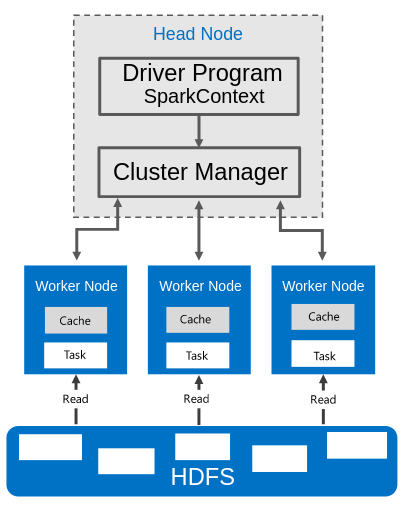 Head Node
Driver Program
SparkContext
Cluster Manager
Worker Node
Cache
Task
Worker Node
Cache
Task
Worker Node
Cache
Task
Read
Read
Read
HDFS